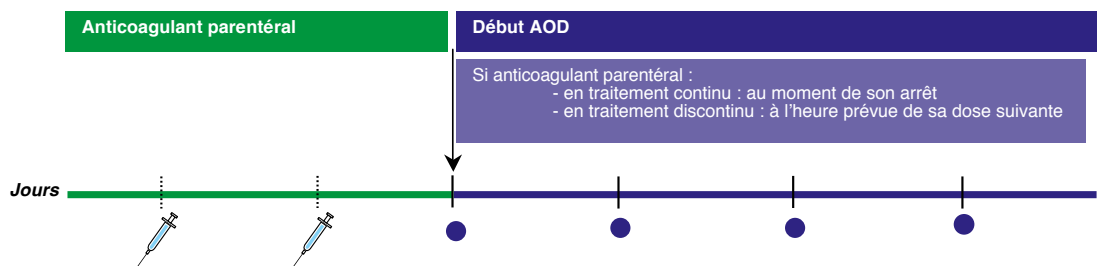 Anticoagulant parentéral
Début AOD
Si anticoagulant parentéral :
- en traitement continu : au moment de son arrêt
- en traitement discontinu : à l'heure prévue de sa dose suivante
Jours